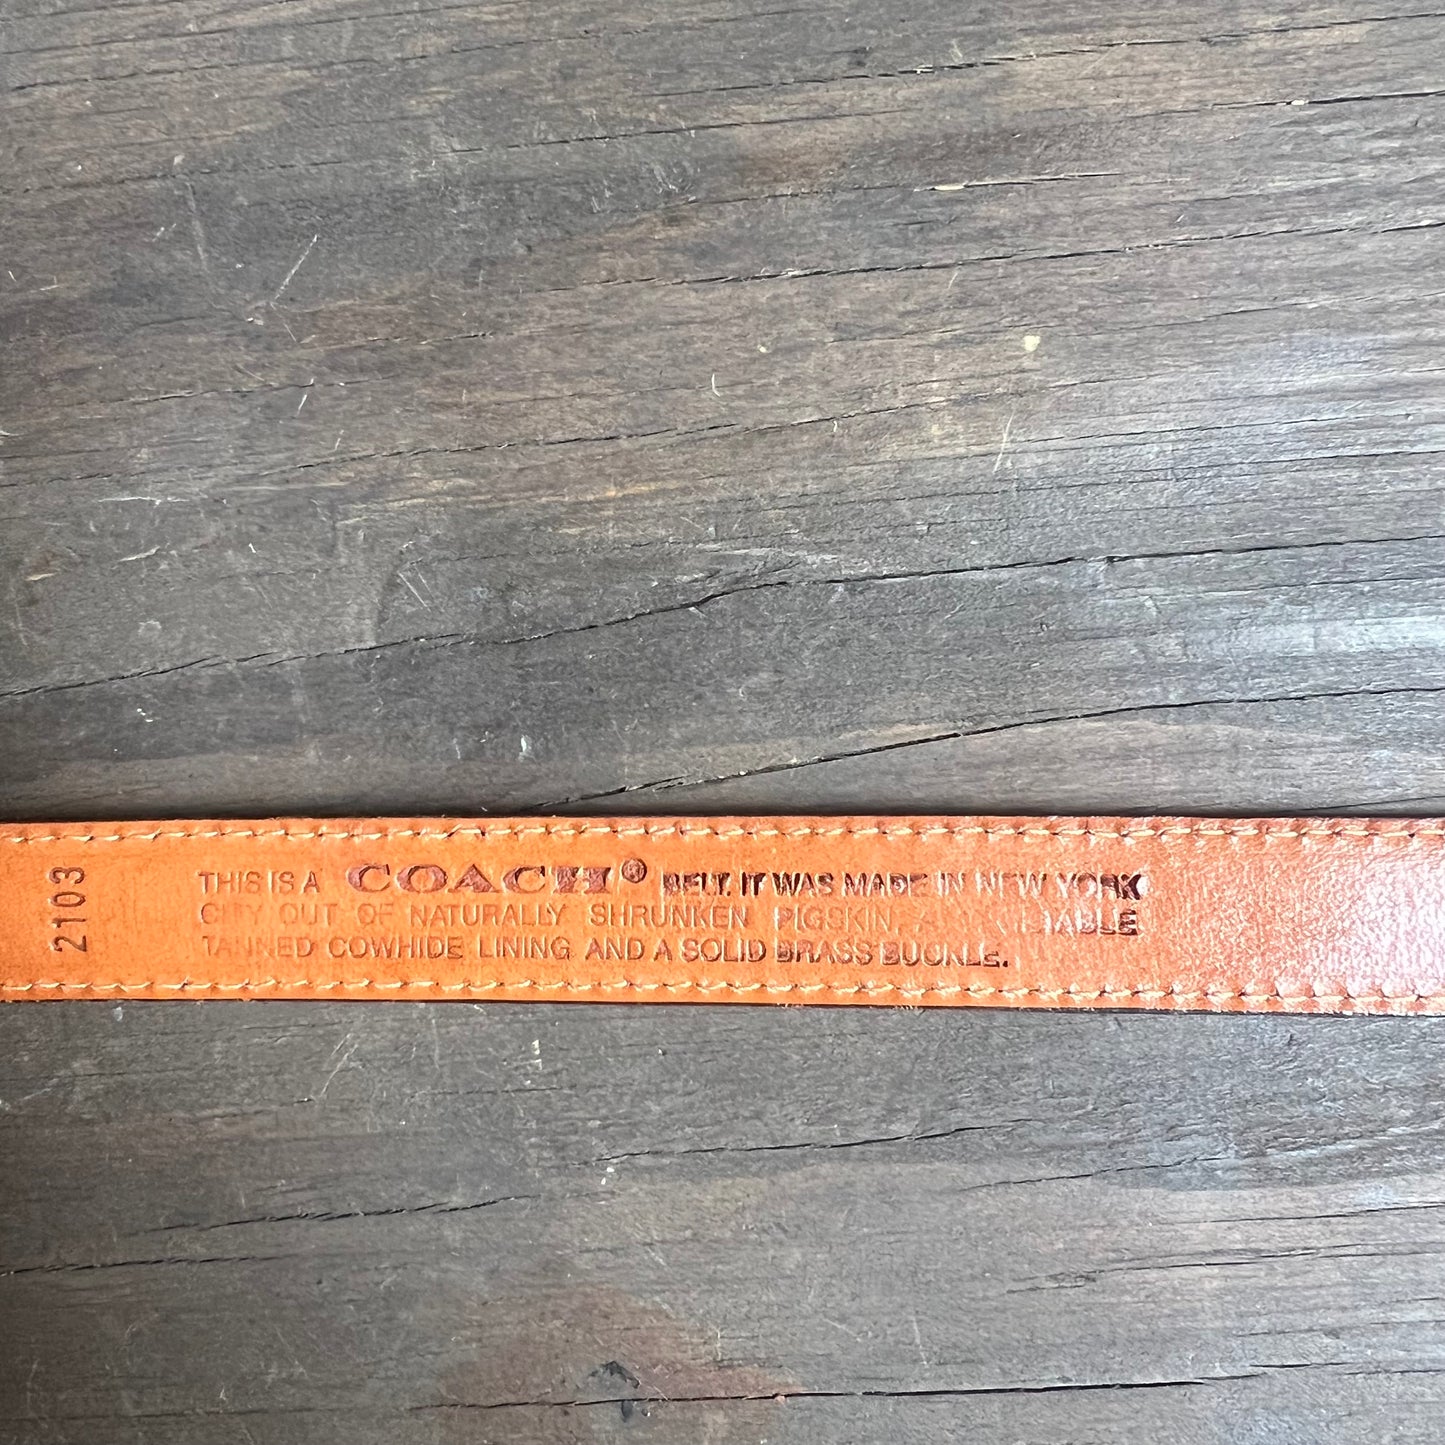 2103
THIS IS A COACH® BELT. IT WAS MADE IN NEW YORK
CITY OUT OF NATURALLY SHRUNKEN PIGSKIN,
TANNED COWHIDE LINING AND A SOLID BRASS BUCKLE.